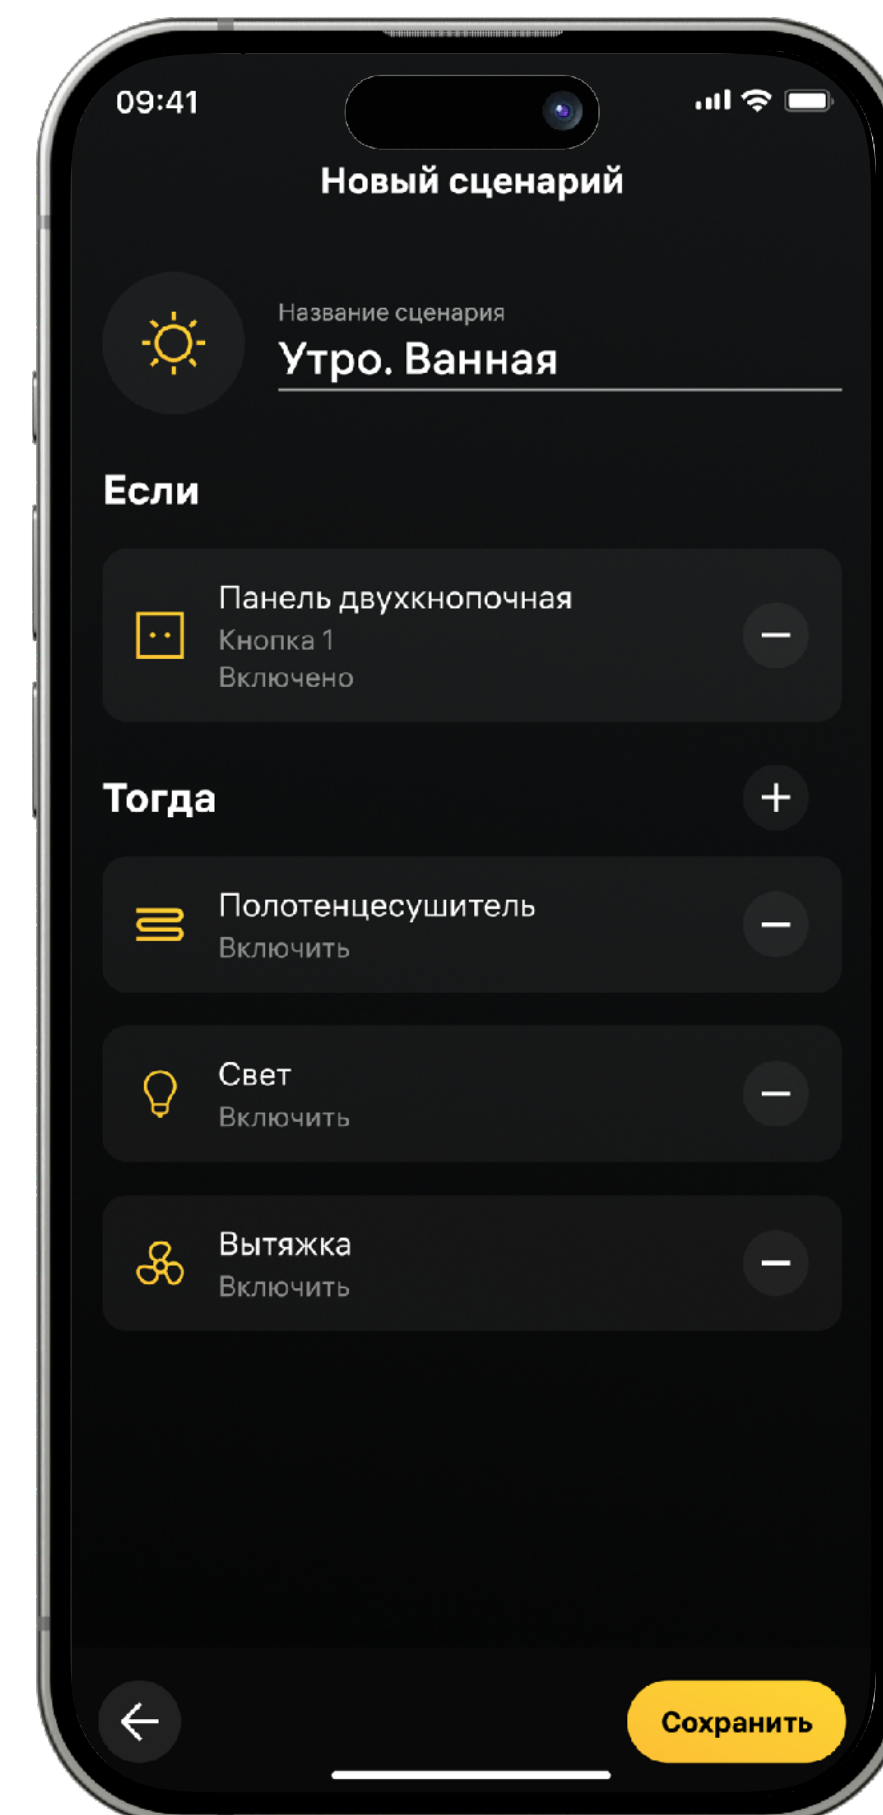 09:41
Новый сценарий
Название сценария
Утро. Ванная
Если
Панель двухкнопочная
Кнопка 1
Включено
Тогда
Полотенцесушитель
Включить
Свет
Включить
Вытяжка
Включить
Сохранить